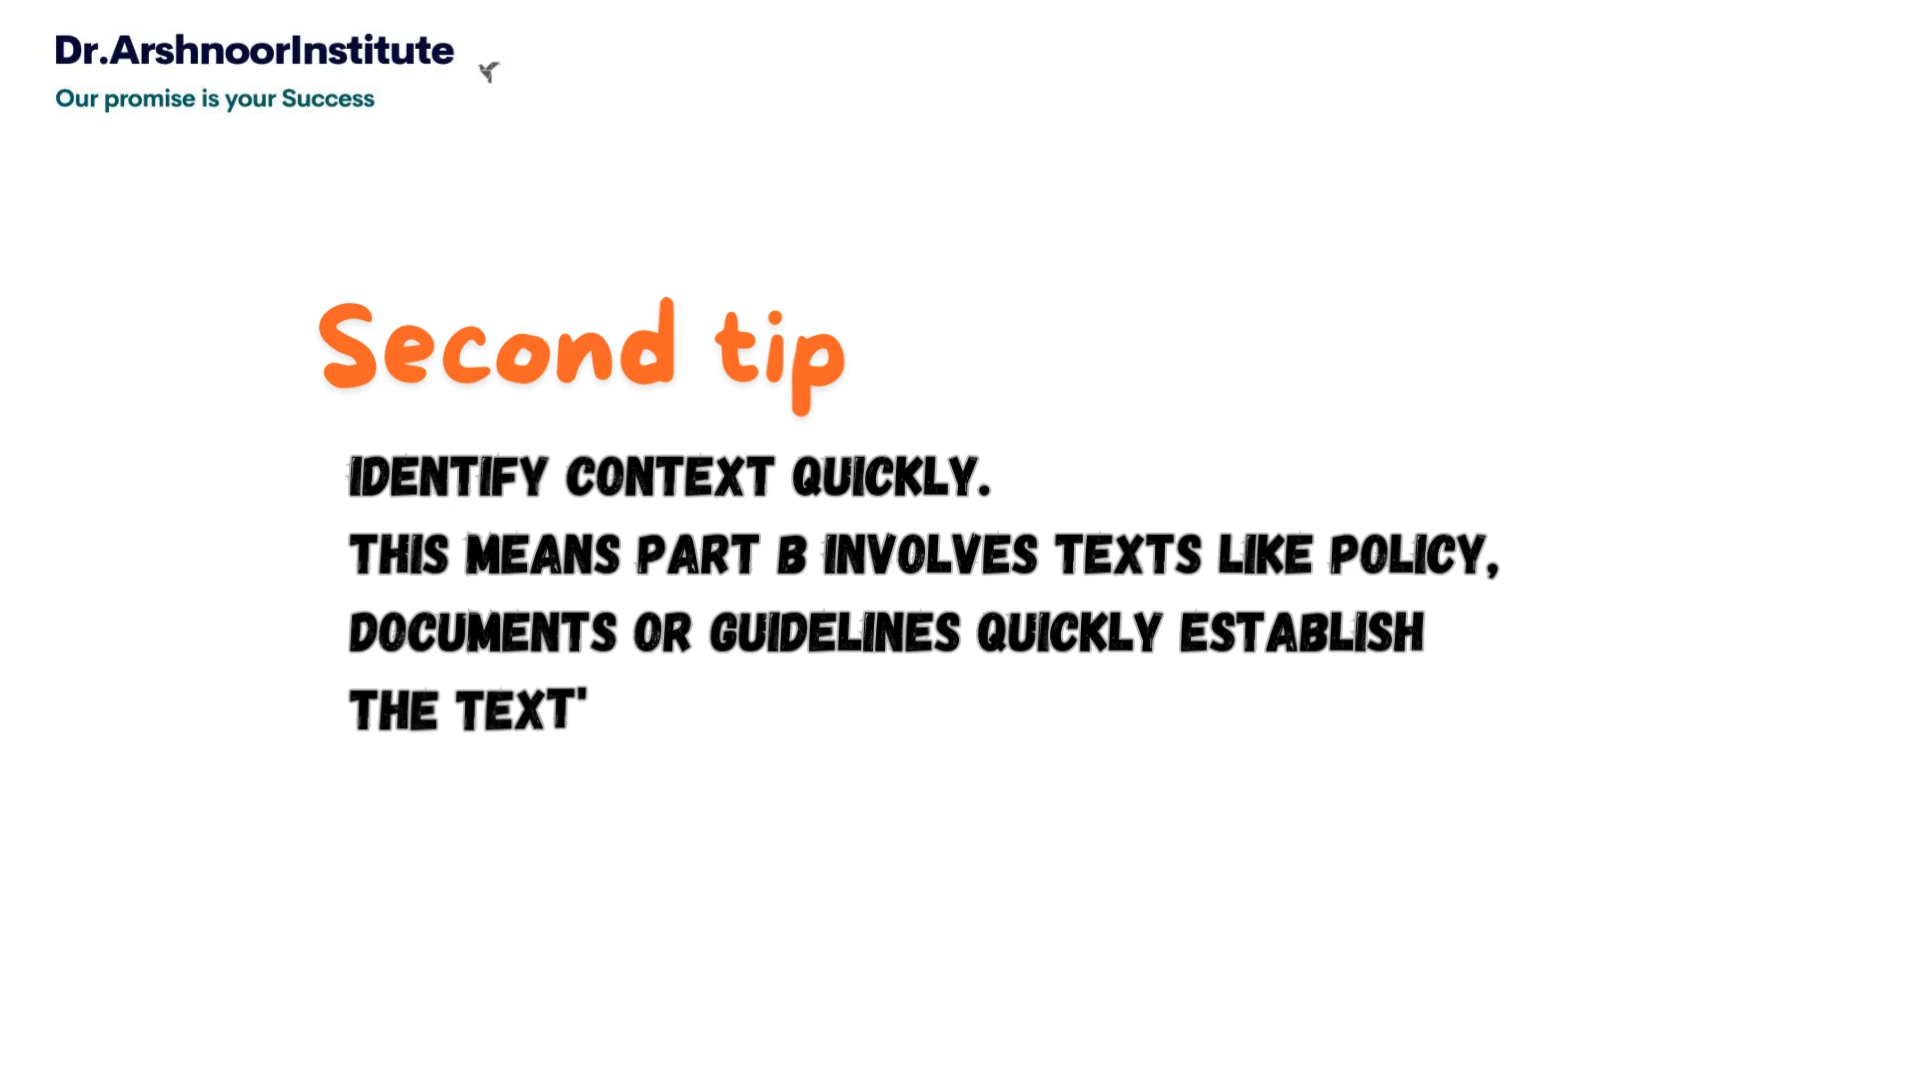 Dr.ArshnoorInstitute
Our promise is your Success
Second tip
IDENTIFY CONTEXT QUICKLY.
THIS MEANS PART B INVOLVES TEXTS LIKE POLICY,
DOCUMENTS OR GUIDELINES QUICKLY ESTABLISH
THE TEXT'